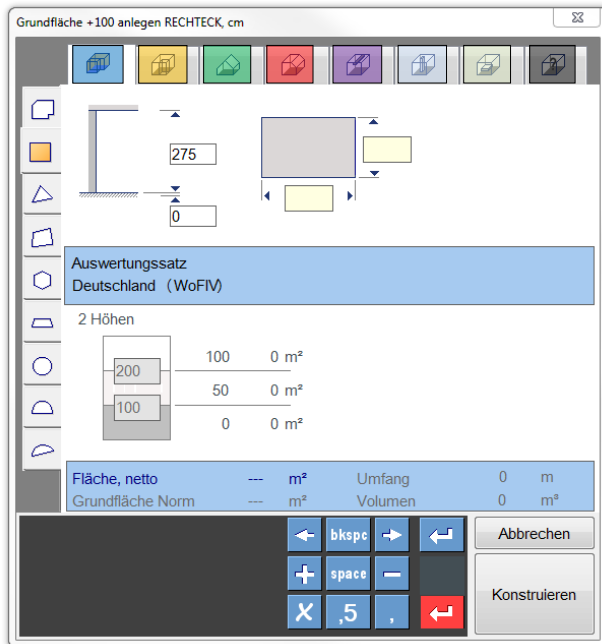 Grundfläche +100 anlegen RECHTECK, cm
275
0
Auswertungssatz
Deutschland (WoFIV)
2 Höhen
100 0 m²
200
50 0 m²
100
0 0 m²
Fläche, netto --- m² Umfang 0 m
Grundfläche Norm --- m² Volumen 0 m³
bkspc
Abbrechen
+ space −
Konstruieren
X ,5 ,